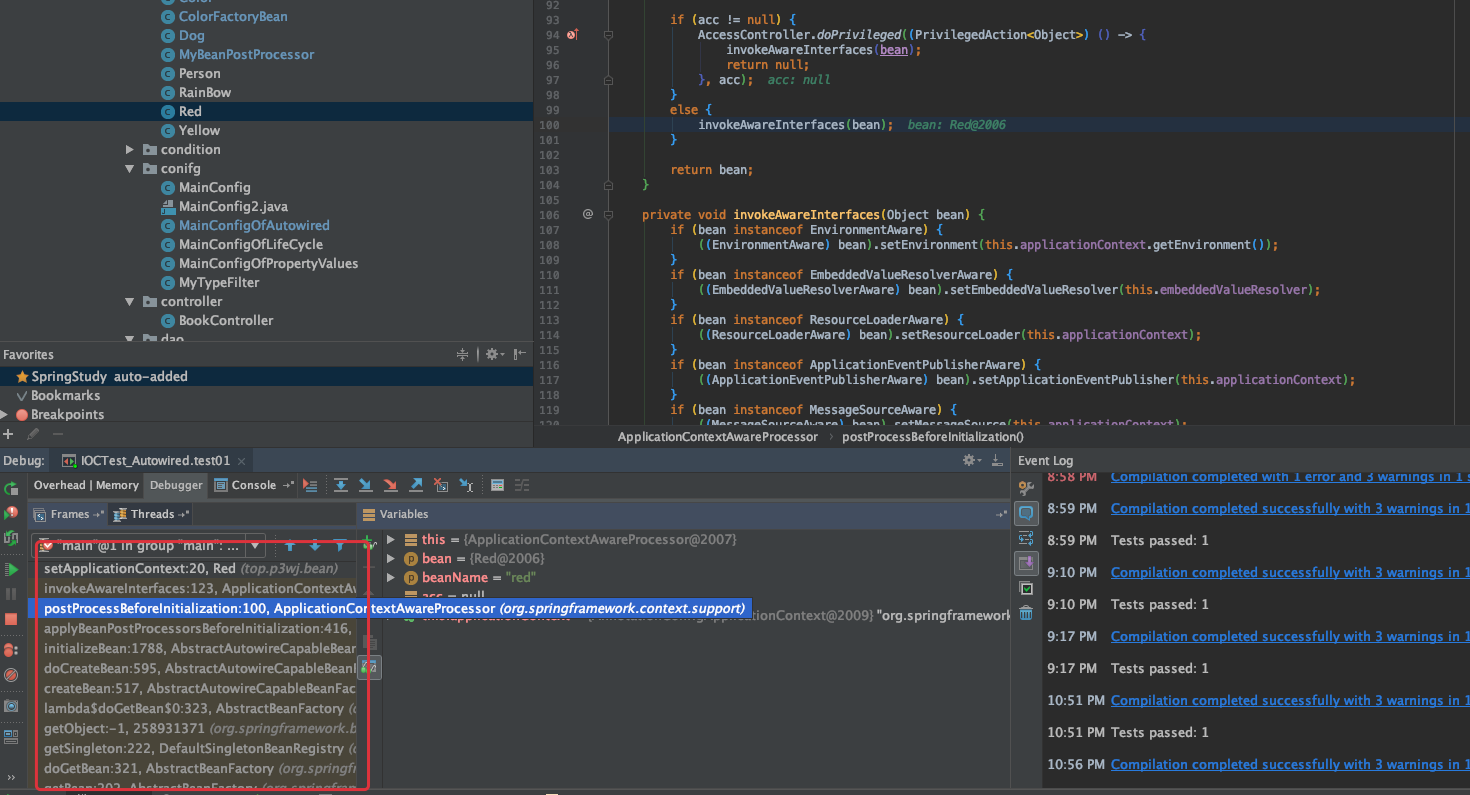 Color
ColorFactoryBean
Dog
MyBeanPostProcessor
Person
RainBow
Red
Yellow
condition
conifg
MainConfig
MainConfig2.java
MainConfigOfAutowired
MainConfigOfLifeCycle
MainConfigOfPropertyValues
MyTypeFilter
controller
BookController
dao
Favorites
SpringStudy auto-added
Bookmarks
Breakpoints
92
93 if (acc != null) {
94 AccessController.doPrivileged((PrivilegedAction<Object>) () -> {
95 invokeAwareInterfaces(bean);
96 return null;
97 }, acc); acc: null
98 }
99 else {
100 invokeAwareInterfaces(bean); bean: Red@2006
101 }
102
103 return bean;
104 }
105
106 @ private void invokeAwareInterfaces(Object bean) {
107 if (bean instanceof EnvironmentAware) {
108 ((EnvironmentAware) bean).setEnvironment(this.applicationContext.getEnvironment());
109 }
110 if (bean instanceof EmbeddedValueResolverAware) {
111 ((EmbeddedValueResolverAware) bean).setEmbeddedValueResolver(this.embeddedValueResolver);
112 }
113 if (bean instanceof ResourceLoaderAware) {
114 ((ResourceLoaderAware) bean).setResourceLoader(this.applicationContext);
115 }
116 if (bean instanceof ApplicationEventPublisherAware) {
117 ((ApplicationEventPublisherAware) bean).setApplicationEventPublisher(this.applicationContext);
118 }
119 if (bean instanceof MessageSourceAware) {
120 ((MessageSourceAware) bean).setMessageSource(this.applicationContext);
ApplicationContextAwareProcessor › postProcessBeforeInitialization()
Debug: IOCTest_Autowired.test01 ×
Overhead | Memory Debugger Console
Frames Threads
"main"@1 in group "main": ...
setApplicationContext:20, Red (top.p3wj.bean)
invokeAwareInterfaces:123, ApplicationContextAw
postProcessBeforeInitialization:100, ApplicationContextAwareProcessor (org.springframework.context.support)
applyBeanPostProcessorsBeforeInitialization:416,
initializeBean:1788, AbstractAutowireCapableBean
doCreateBean:595, AbstractAutowireCapableBean
createBean:517, AbstractAutowireCapableBeanFac
lambda$doGetBean$0:323, AbstractBeanFactory (o
getObject:-1, 258931371 (org.springframework.b
getSingleton:222, DefaultSingletonBeanRegistry (o
doGetBean:321, AbstractBeanFactory (org.springf
getBean:202, AbstractBeanFactory (org.springf
Variables
this = {ApplicationContextAwareProcessor@2007}
bean = {Red@2006}
beanName = "red"
acc = null
ApplicationContext@2009} "org.springframework
Event Log
8:58 PM Compilation completed with 1 error and 3 warnings in 1 s
8:59 PM Compilation completed successfully with 3 warnings in 1
8:59 PM Tests passed: 1
9:10 PM Compilation completed successfully with 3 warnings in 1
9:10 PM Tests passed: 1
9:17 PM Compilation completed successfully with 3 warnings in 1
9:17 PM Tests passed: 1
10:51 PM Compilation completed successfully with 3 warnings in 1
10:51 PM Tests passed: 1
10:56 PM Compilation completed successfully with 3 warnings in 1